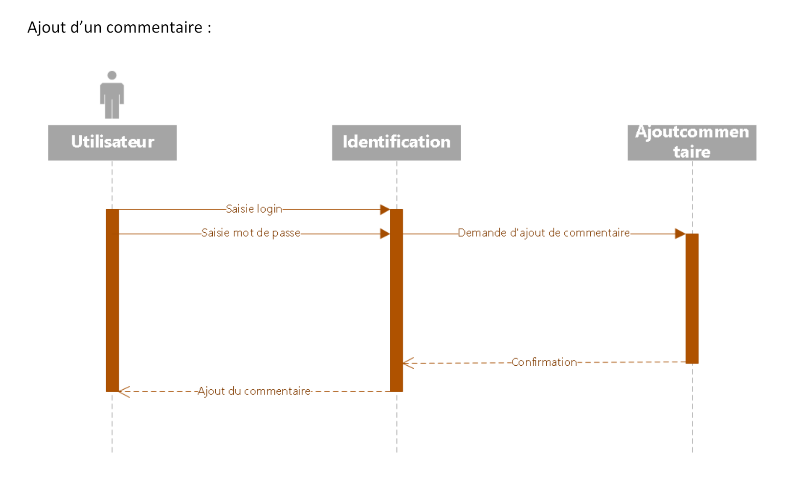 Ajout d’un commentaire :
Utilisateur
Identification
Ajoutcommen
taire
Saisie login
Saisie mot de passe
Demande d'ajout de commentaire
Confirmation
Ajout du commentaire